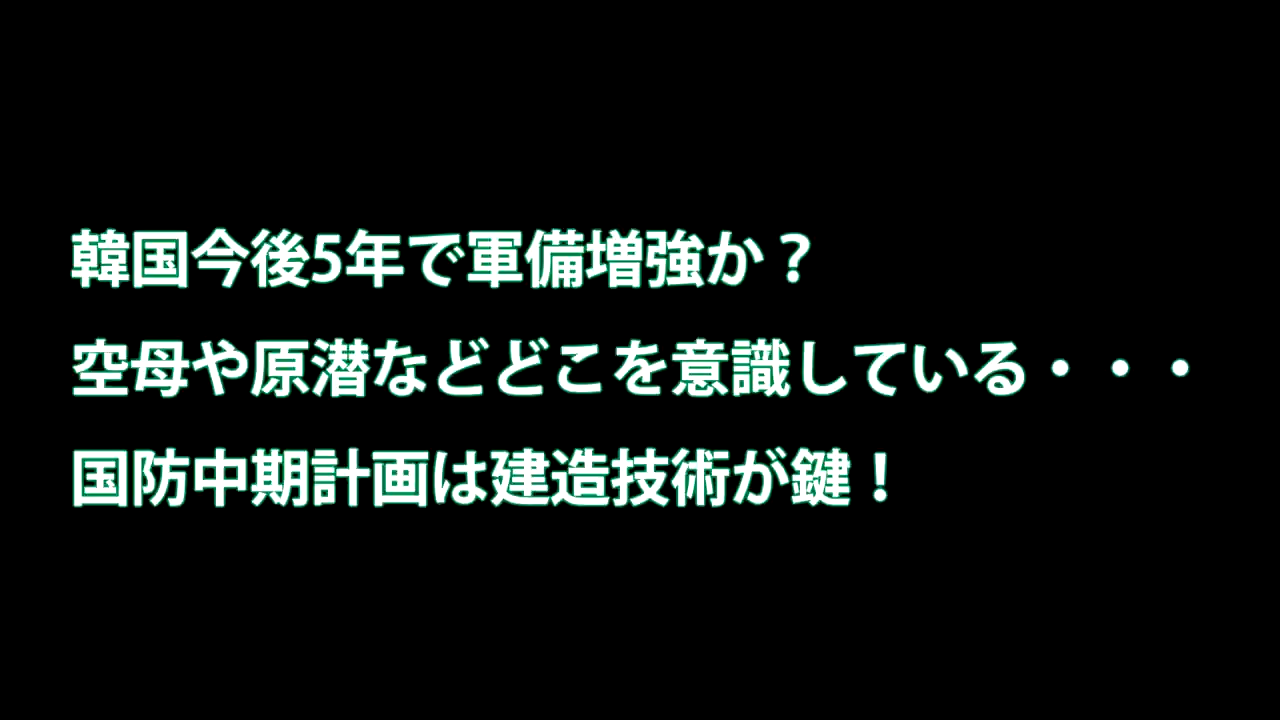 韓国今後5年で軍備増強か？
空母や原潜などどこを意識している・・・
国防中期計画は建造技術が鍵！